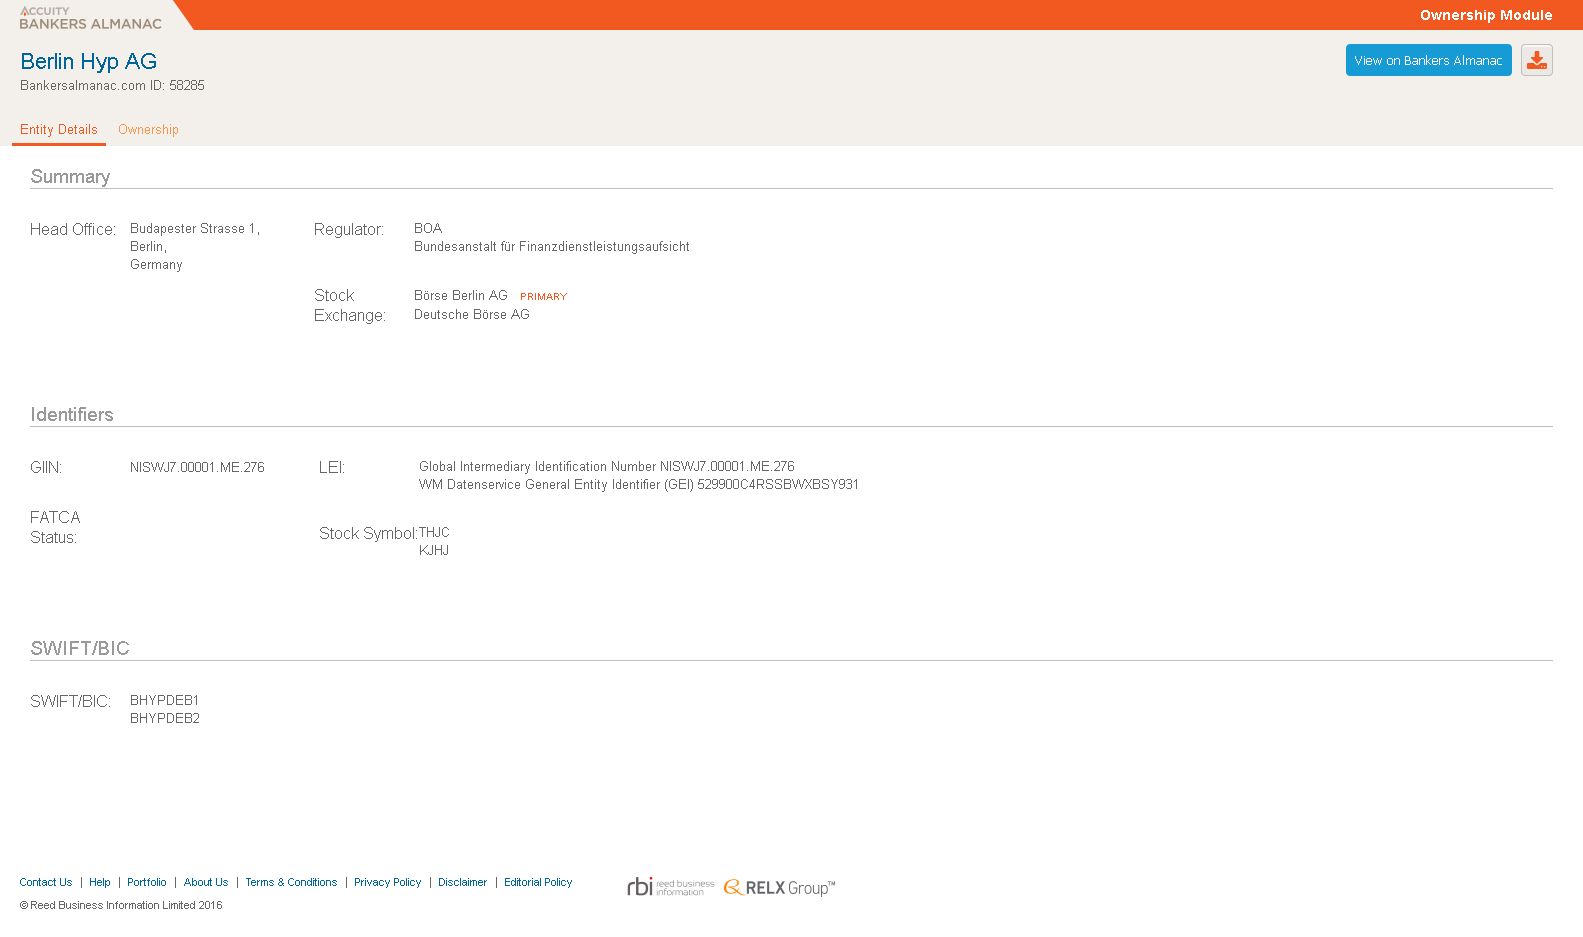 ACCUITY
BANKERS ALMANAC
Ownership Module
Berlin Hyp AG
Bankersalmanac.com ID: 58285
View on Bankers Almanac
Entity Details
Ownership
Summary
Head Office:
Budapester Strasse 1,
Berlin,
Germany
Regulator:
BOA
Bundesanstalt für Finanzdienstleistungsaufsicht
Stock
Exchange:
Börse Berlin AG PRIMARY
Deutsche Börse AG
Identifiers
GIIN:
NISWJ7.00001.ME.276
LEI:
Global Intermediary Identification Number NISWJ7.00001.ME.276
WM Datenservice General Entity Identifier (GEI) 529900C4RSSBWXBSY931
FATCA
Status:
Stock Symbol:
THJC
KJHJ
SWIFT/BIC
SWIFT/BIC:
BHYPDEB1
BHYPDEB2
Contact Us | Help | Portfolio | About Us | Terms & Conditions | Privacy Policy | Disclaimer | Editorial Policy
rbi reed business
information
RELX Group™
© Reed Business Information Limited 2016